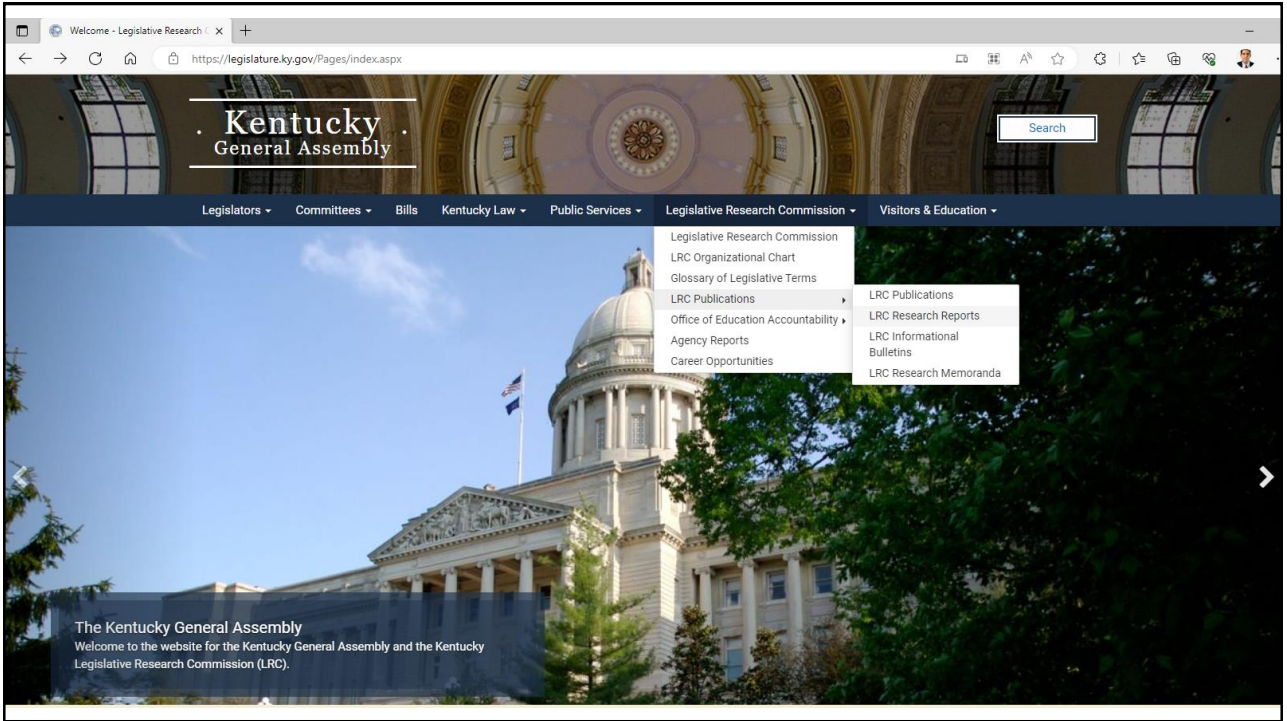 Welcome - Legislative Research C
https://legislature.ky.gov/Pages/index.aspx
. Kentucky .
General Assembly
Search
Legislators Committees Bills Kentucky Law Public Services Legislative Research Commission Visitors & Education
Legislative Research Commission
LRC Organizational Chart
Glossary of Legislative Terms
LRC Publications
Office of Education Accountability
Agency Reports
Career Opportunities
LRC Publications
LRC Research Reports
LRC Informational
Bulletins
LRC Research Memoranda
The Kentucky General Assembly
Welcome to the website for the Kentucky General Assembly and the Kentucky
Legislative Research Commission (LRC).